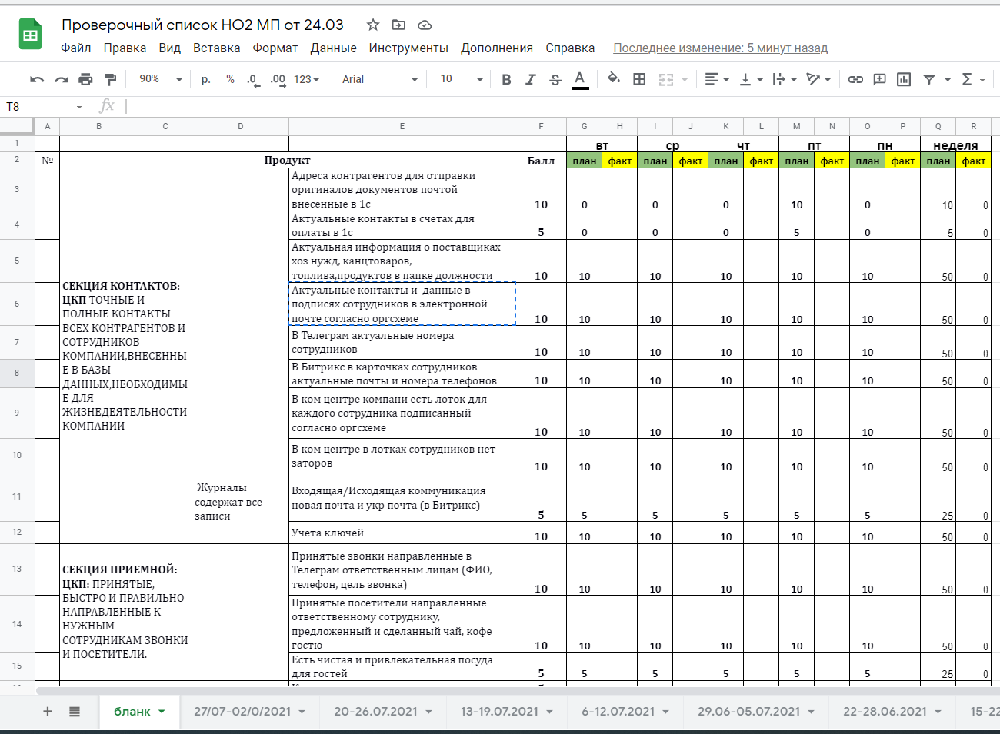 Проверочный список НО2 МП от 24.03
Файл Правка Вид Вставка Формат Данные Инструменты Дополнения Справка Последнее изменение: 5 минут назад
90% р. % .0 .00 123 Arial 10 B I S A Σ
T8 fx
A B C D E F G H I J K L M N O P Q R
1 вт ср чт пт пн неделя
2 № Продукт Балл план факт план факт план факт план факт план факт план факт
СЕКЦИЯ КОНТАКТОВ:
ЦКП ТОЧНЫЕ И
ПОЛНЫЕ КОНТАКТЫ
ВСЕХ КОНТРАГЕНТОВ И
СОТРУДНИКОВ
КОМПАНИИ,ВНЕСЕННЫ
Е В БАЗЫ
ДАННЫХ,НЕОБХОДИМЫ
Е ДЛЯ
ЖИЗНЕДЕЯТЕЛЬНОСТИ
КОМПАНИИ
Адреса контрагентов для отправки
3 оригиналов документов почтой
внесенные в 1с 10 0 0 0 10 0 10 0
4 Актуальные контакты в счетах для
оплаты в 1с 5 0 0 0 5 0 5 0
Актуальная информация о поставщиках
5 хоз нужд, канцтоваров,
топлива,продуктов в папке должности 10 10 10 10 10 10 50 0
Актуальные контакты и данные в
6 подписях сотрудников в электронной
почте согласно оргсхеме 10 10 10 10 10 10 50 0
7 В Телеграм актуальные номера
сотрудников 10 10 10 10 10 10 50 0
8 В Битрикс в карточках сотрудников
актуальные почты и номера телефонов 10 10 10 10 10 10 50 0
В ком центре компани есть лоток для
9 каждого сотрудника подписанный
согласно оргсхеме 10 10 10 10 10 10 50 0
10 В ком центре в лотках сотрудников нет
заторов 10 10 10 10 10 10 50 0
Журналы
содержат все
записи
11 Входящая/Исходящая коммуникация
новая почта и укр почта (в Битрикс) 5 5 5 5 5 5 25 0
12 Учета ключей 10 10 10 10 10 10 50 0
СЕКЦИЯ ПРИЕМНОЙ:
ЦКП: ПРИНЯТЫЕ,
БЫСТРО И ПРАВИЛЬНО
НАПРАВЛЕННЫЕ К
НУЖНЫМ
СОТРУДНИКАМ ЗВОНКИ
И ПОСЕТИТЕЛИ.
Принятые звонки направленные в
13 Телеграм ответственным лицам (ФИО,
телефон, цель звонка) 10 10 10 10 10 10 50 0
Принятые посетители направленные
ответственному сотруднику,
14 предложенный и сделанный чай, кофе
гостю 10 10 10 10 10 10 50 0
15 Есть чистая и привлекательная посуда
для гостей 5 5 5 5 5 5 25 0
бланк 27/07-02/0/2021 20-26.07.2021 13-19.07.2021 6-12.07.2021 29.06-05.07.2021 22-28.06.2021 15-22